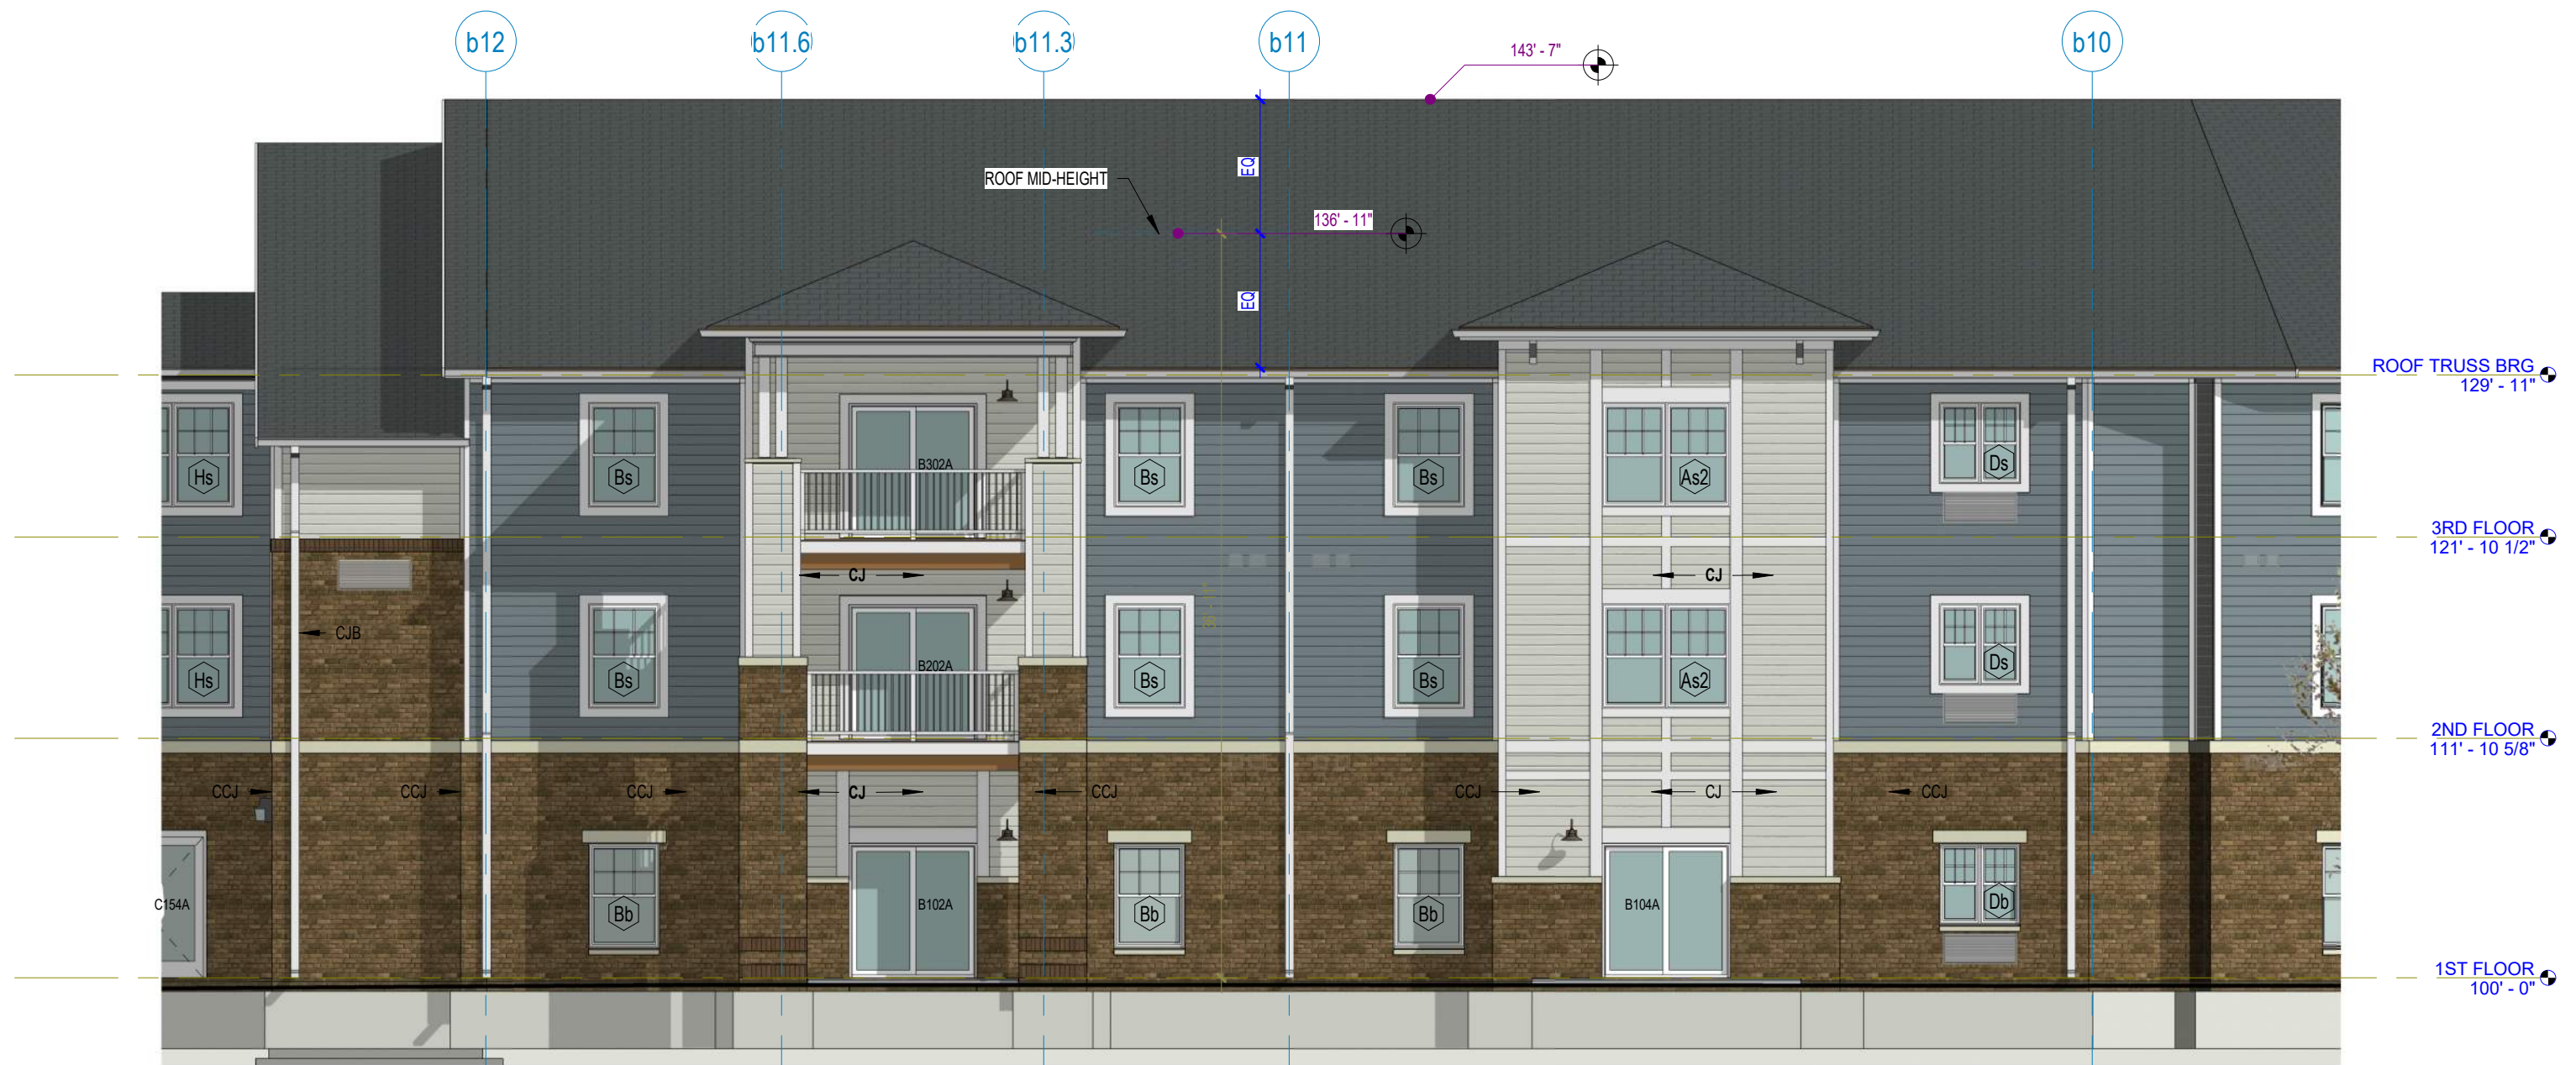 b12
b11.6
b11.3
b11
b10
143' - 7"
EQ
ROOF MID-HEIGHT
136' - 11"
EQ
ROOF TRUSS BRG
129' - 11"
B302A
Hs
Bs
Bs
Bs
As2
Ds
3RD FLOOR
121' - 10 1/2"
CJ
CJ
CJB
B202A
Hs
Bs
Bs
Bs
As2
Ds
2ND FLOOR
111' - 10 5/8"
CCJ
CCJ
CCJ
CJ
CCJ
CCJ
CJ
CCJ
C154A
Bb
B102A
Bb
Bb
B104A
Db
1ST FLOOR
100' - 0"